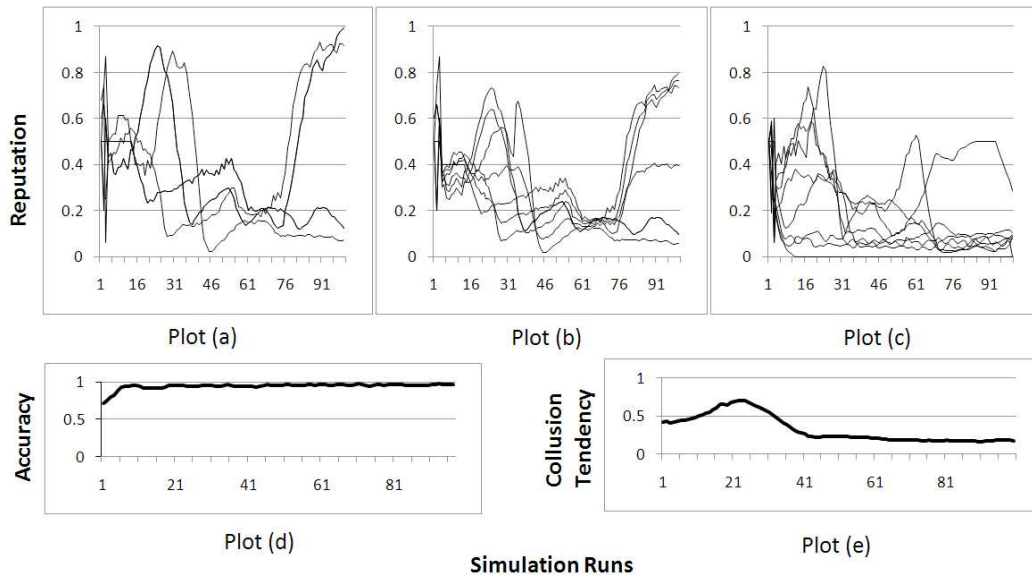 1
0.8
0.6
0.4
0.2
0
1 16 31 46 61 76 91
Reputation
Plot (a)
1
0.8
0.6
0.4
0.2
0
1 16 31 46 61 76 91
Plot (b)
1
0.8
0.6
0.4
0.2
0
1 16 31 46 61 76 91
Plot (c)
Accuracy
1
0.5
0
1 21 41 61 81
Plot (d)
Collusion
Tendency
1
0.5
0
1 21 41 61 81
Plot (e)
Simulation Runs